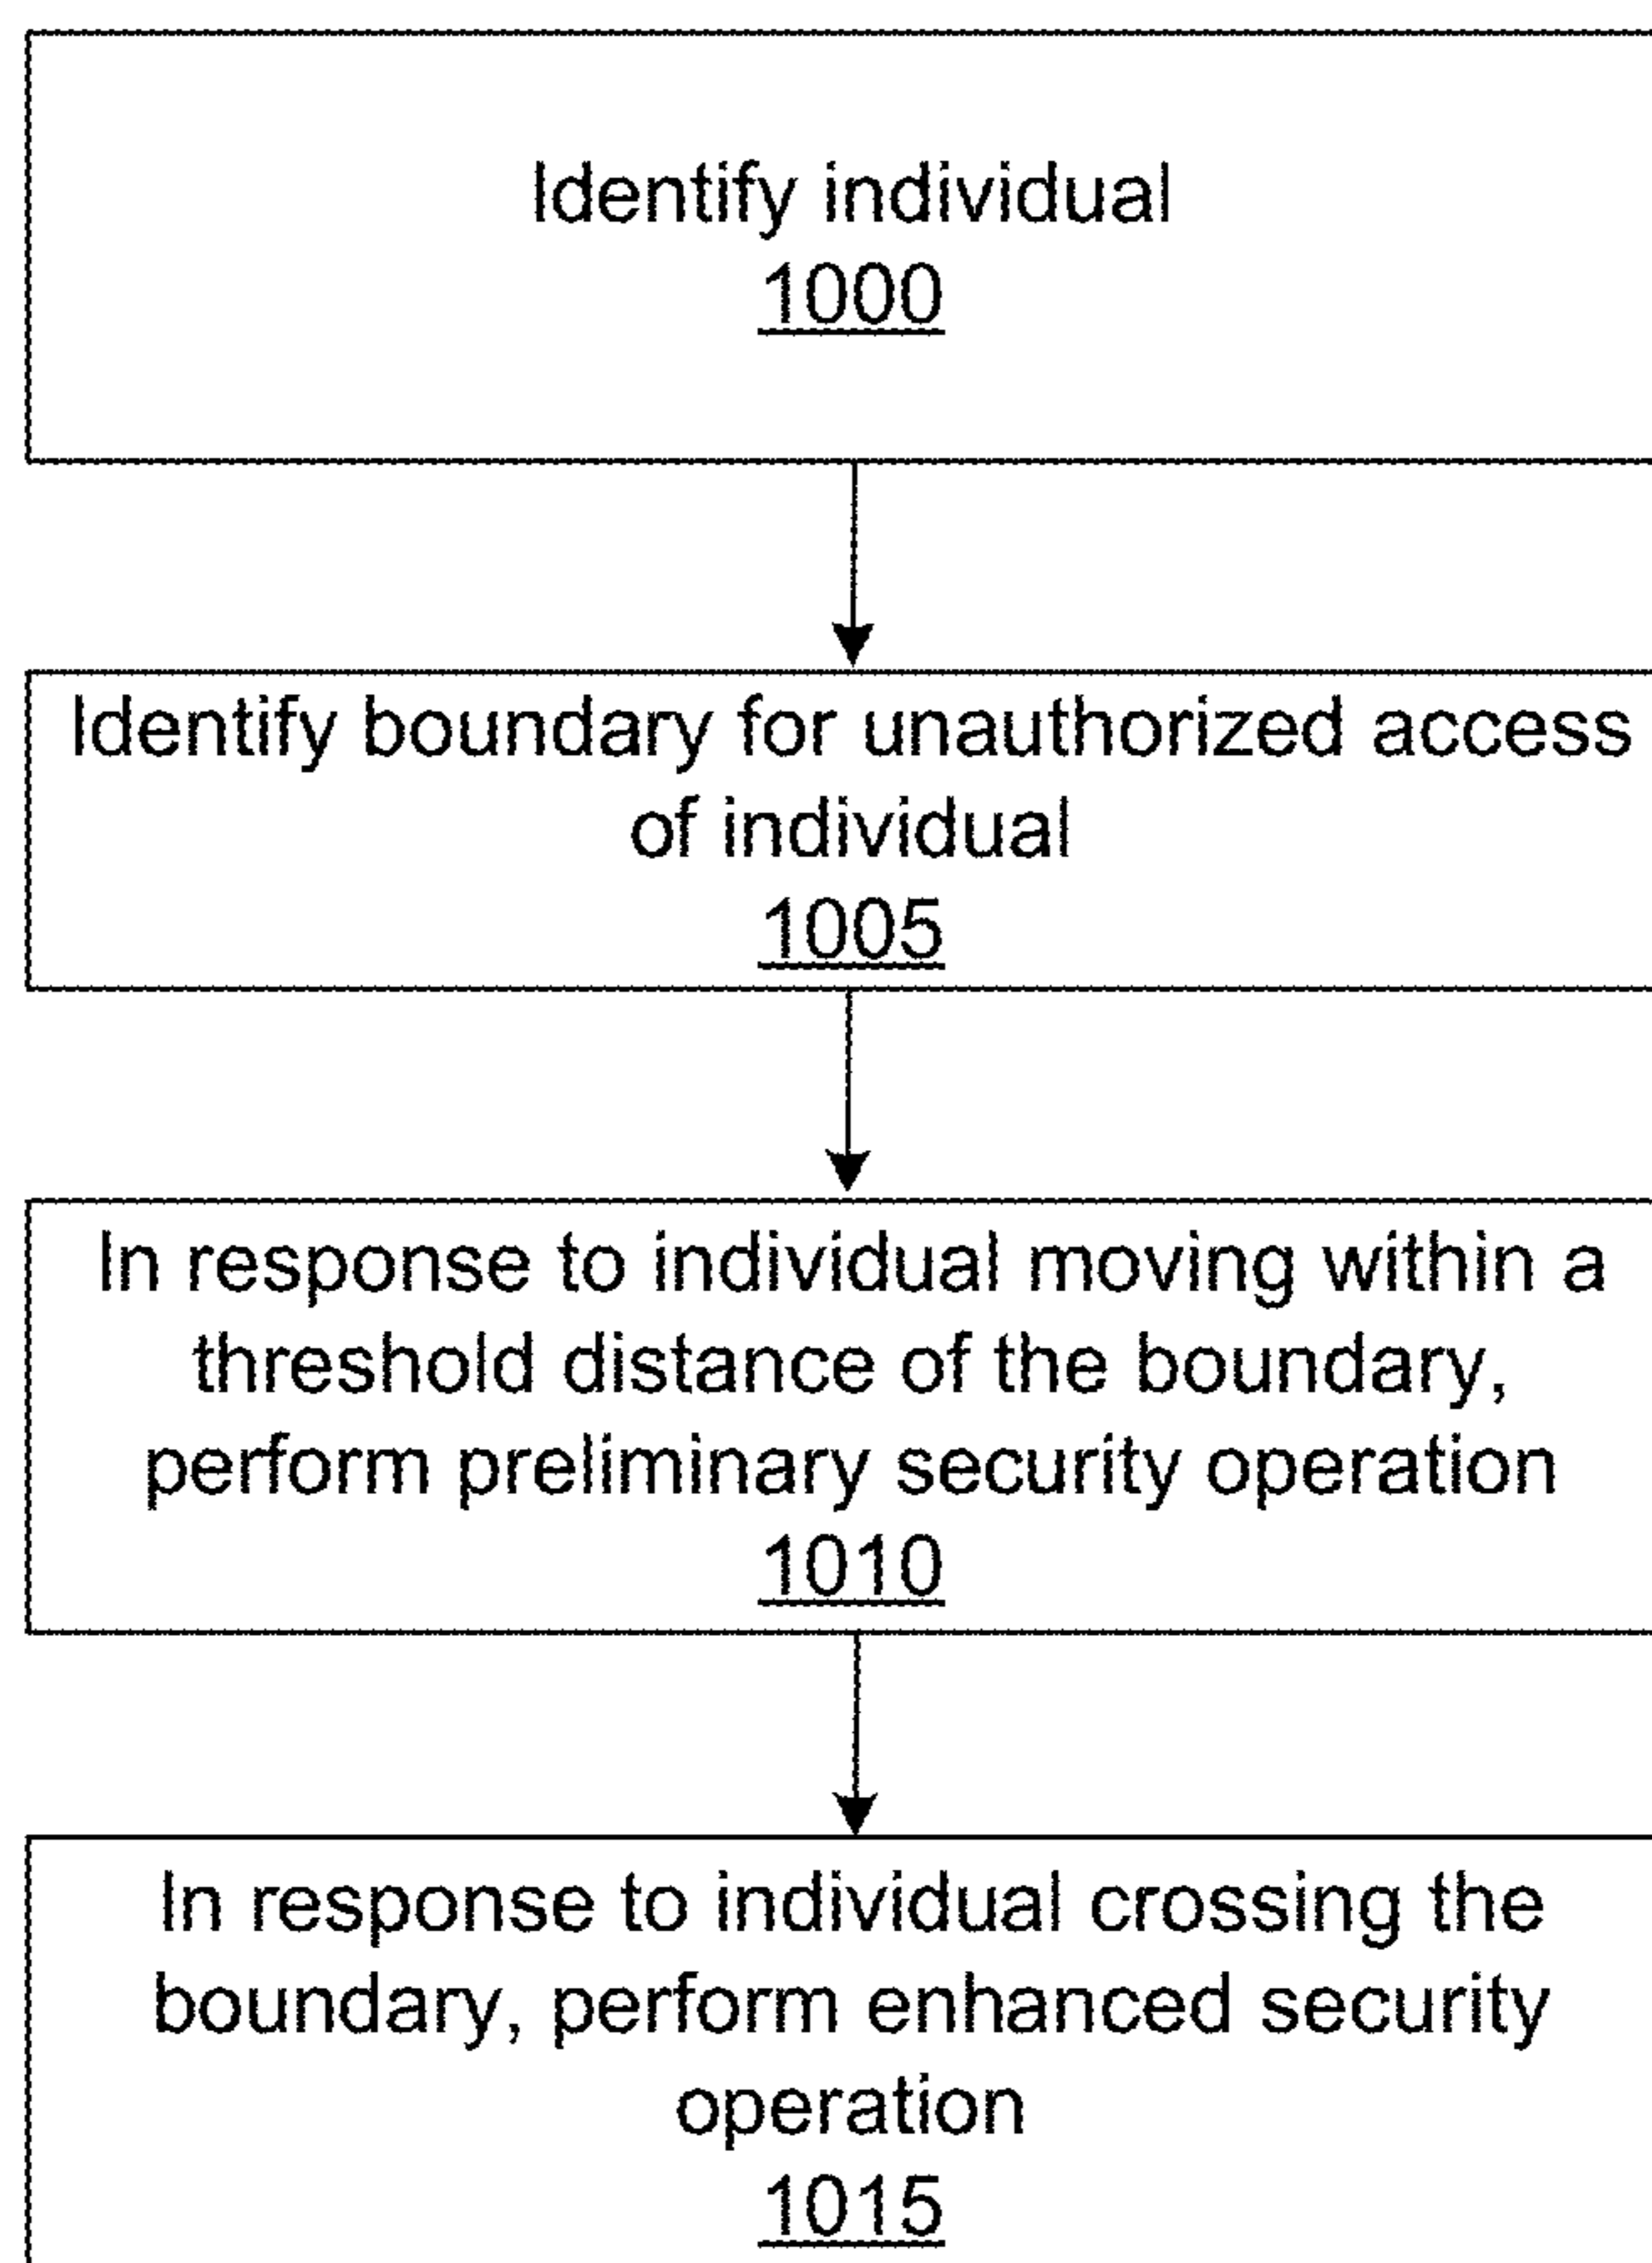 Identify individual
1000
Identify boundary for unauthorized access
of individual
1005
In response to individual moving within a
threshold distance of the boundary,
perform preliminary security operation
1010
In response to individual crossing the
boundary, perform enhanced security
operation
1015